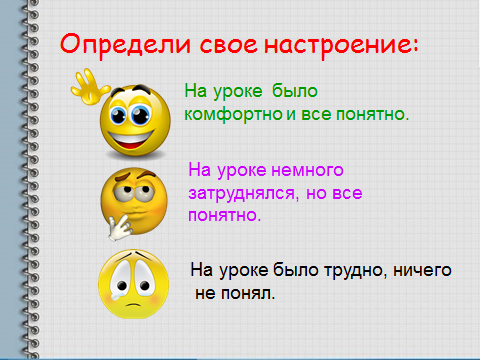 Определи свое настроение:
На уроке было
комфортно и все понятно.
На уроке немного
затруднялся, но все
понятно.
На уроке было трудно, ничего
не понял.